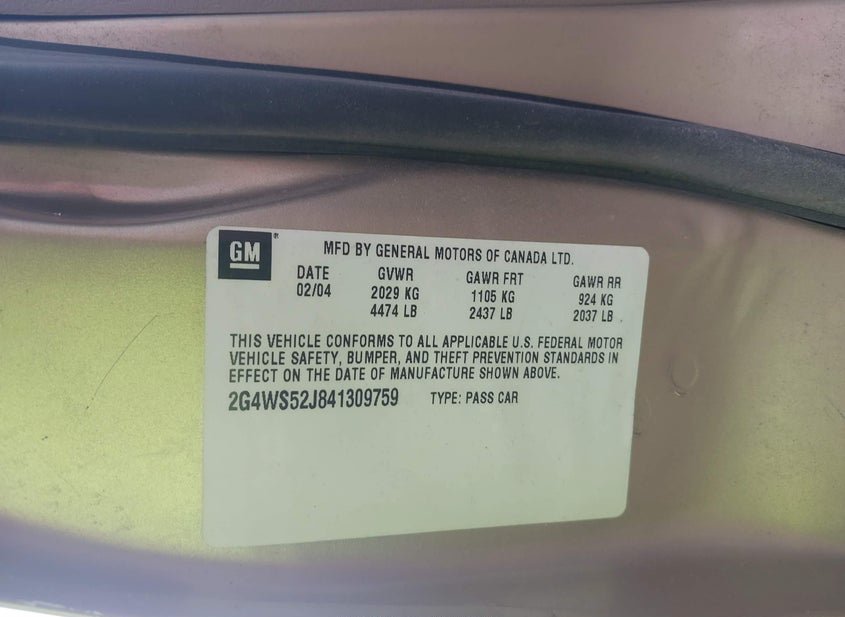 GM ® MFD BY GENERAL MOTORS OF CANADA LTD.
DATE GVWR GAWR FRT GAWR RR
02/04 2029 KG 1105 KG 924 KG
4474 LB 2437 LB 2037 LB
THIS VEHICLE CONFORMS TO ALL APPLICABLE U.S. FEDERAL MOTOR
VEHICLE SAFETY, BUMPER, AND THEFT PREVENTION STANDARDS IN
EFFECT ON THE DATE OF MANUFACTURE SHOWN ABOVE.
2G4WS52J841309759 TYPE: PASS CAR